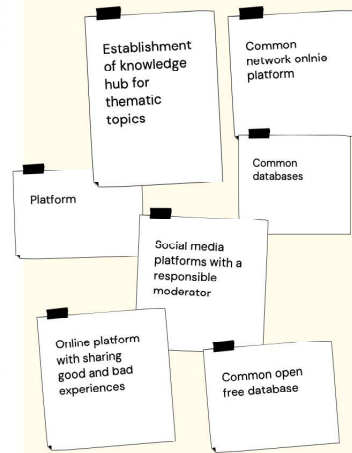 Establishment
of knowledge
hub for
thematic
topics
Common
network onlnie
platform
Common
databases
Platform
Social media
platforms with a
responsible
moderator
Online platform
with sharing
good and bad
experiences
Common open
free database